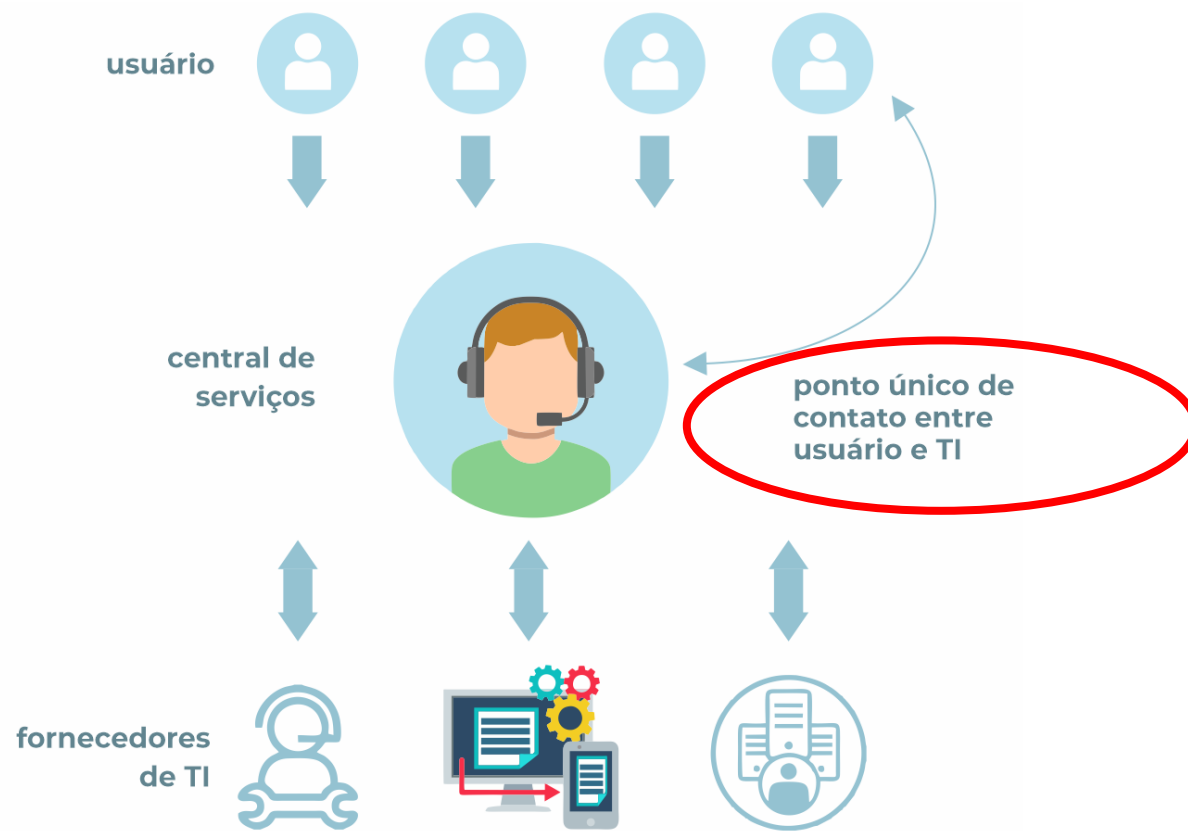 usuário
central de
serviços
ponto único de
contato entre
usuário e TI
fornecedores
de TI